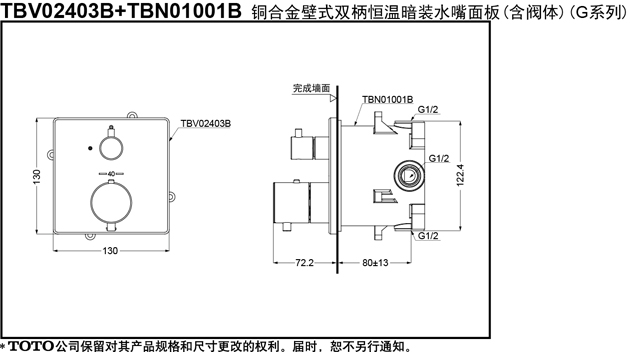 TBV02403B+TBN01001B 铜合金壁式双柄恒温暗装水嘴面板(含阀体)(G系列)
完成墙面
TBN01001B
G1/2
TBV02403B
40
130
G1/2
122.4
G1/2
130
72.2
80±13
*TOTO公司保留对其产品规格和尺寸更改的权利。届时，恕不另行通知。